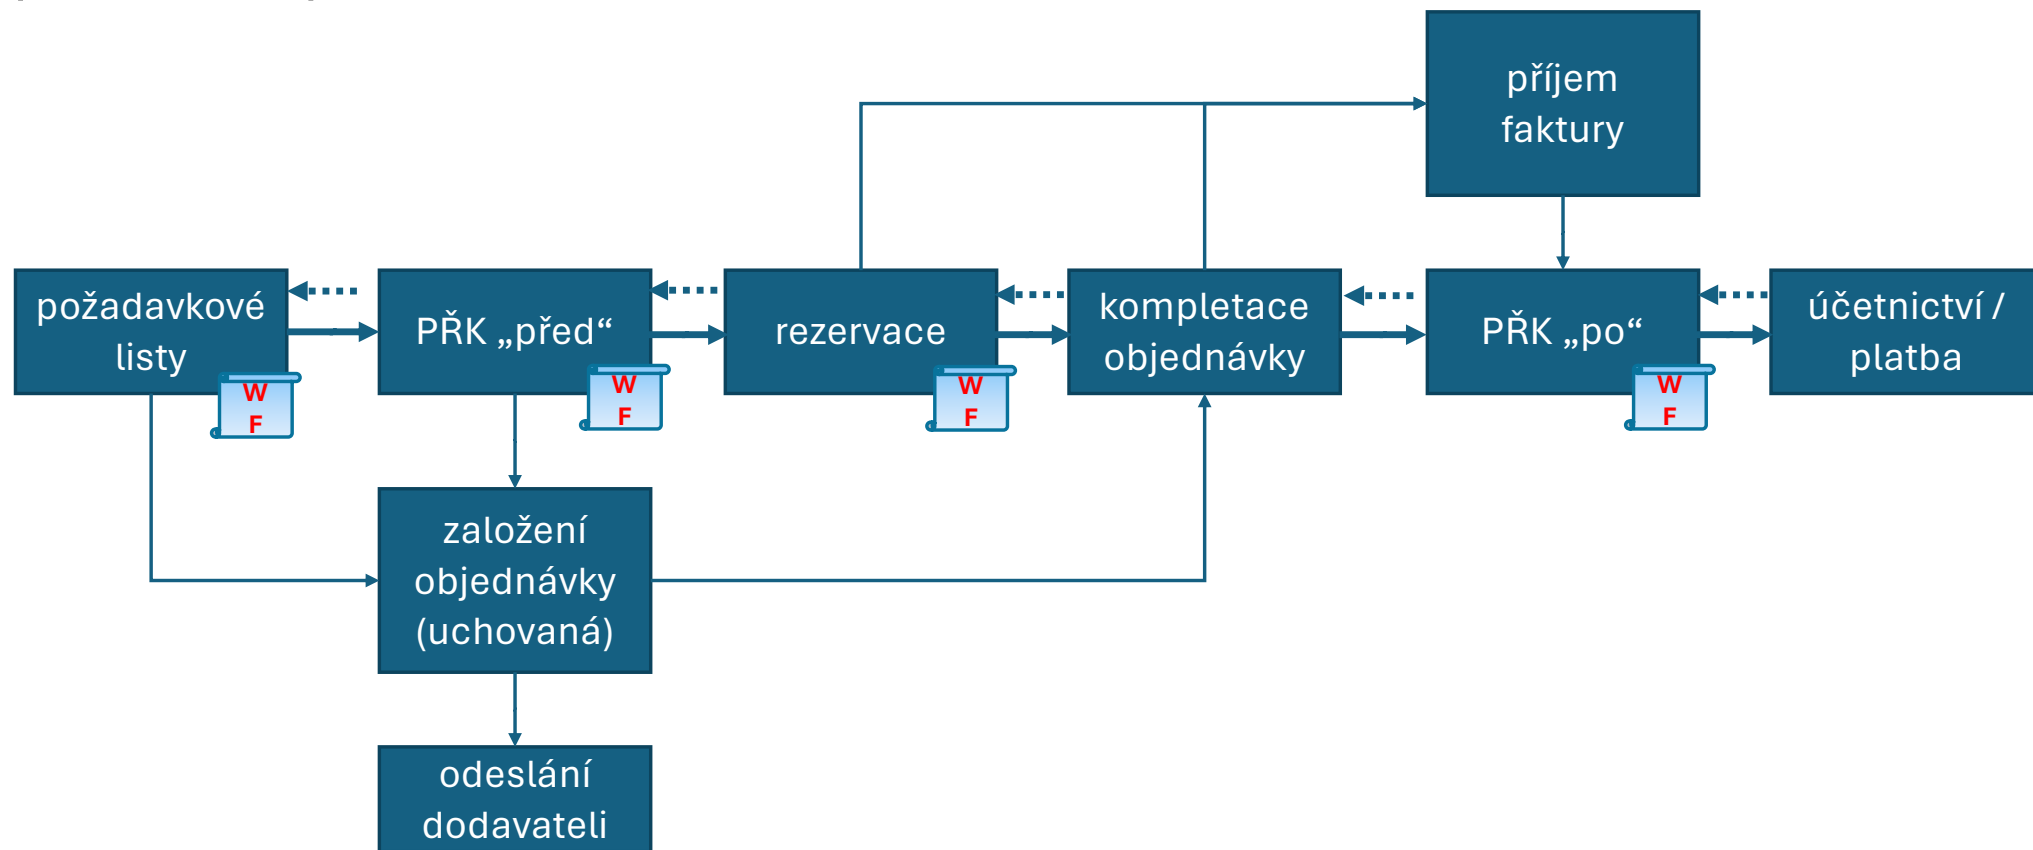 příjem
faktury
požadavkové
listy
PŘK „před“
rezervace
kompletace
objednávky
PŘK „po“
účetnictví /
platba
W
F
W
F
W
F
W
F
založení
objednávky
(uchovaná)
odeslání
dodavateli